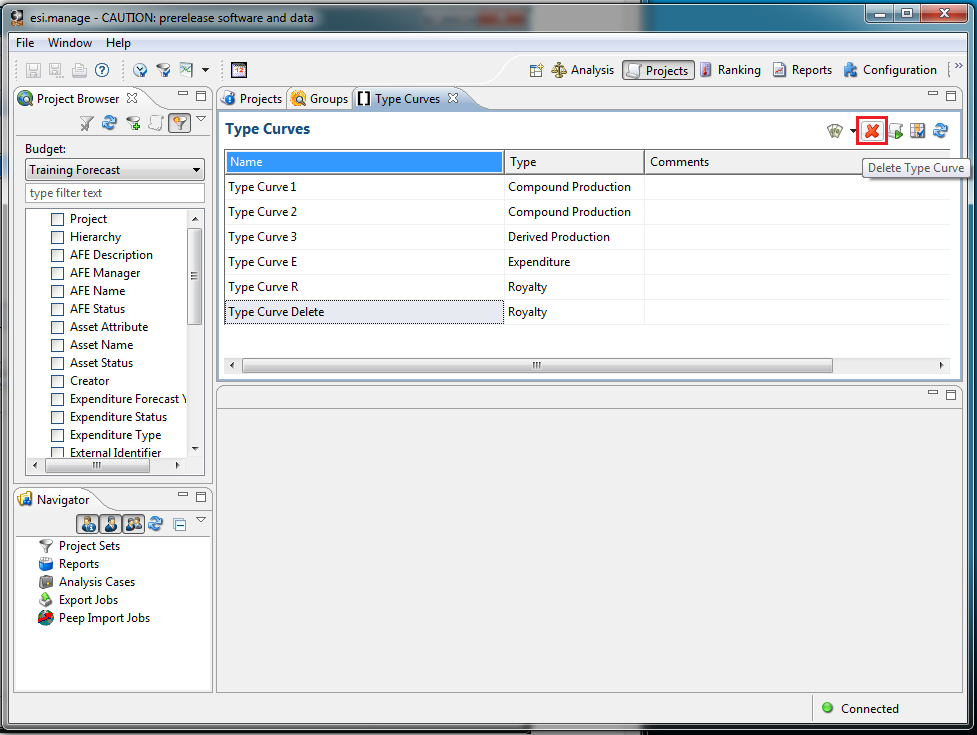 esi.manage - CAUTION: prerelease software and data
File Window Help
12 Analysis Projects Ranking Reports Configuration »
Project Browser
Projects Groups Type Curves
Budget:
Training Forecast
type filter text
Project
Hierarchy
AFE Description
AFE Manager
AFE Name
AFE Status
Asset Attribute
Asset Name
Asset Status
Creator
Expenditure Forecast Y
Expenditure Status
Expenditure Type
External Identifier
Type Curves
Delete Type Curve
Name Type Comments
Type Curve 1 Compound Production
Type Curve 2 Compound Production
Type Curve 3 Derived Production
Type Curve E Expenditure
Type Curve R Royalty
Type Curve Delete Royalty
Navigator
Project Sets
Reports
Analysis Cases
Export Jobs
Peep Import Jobs
Connected